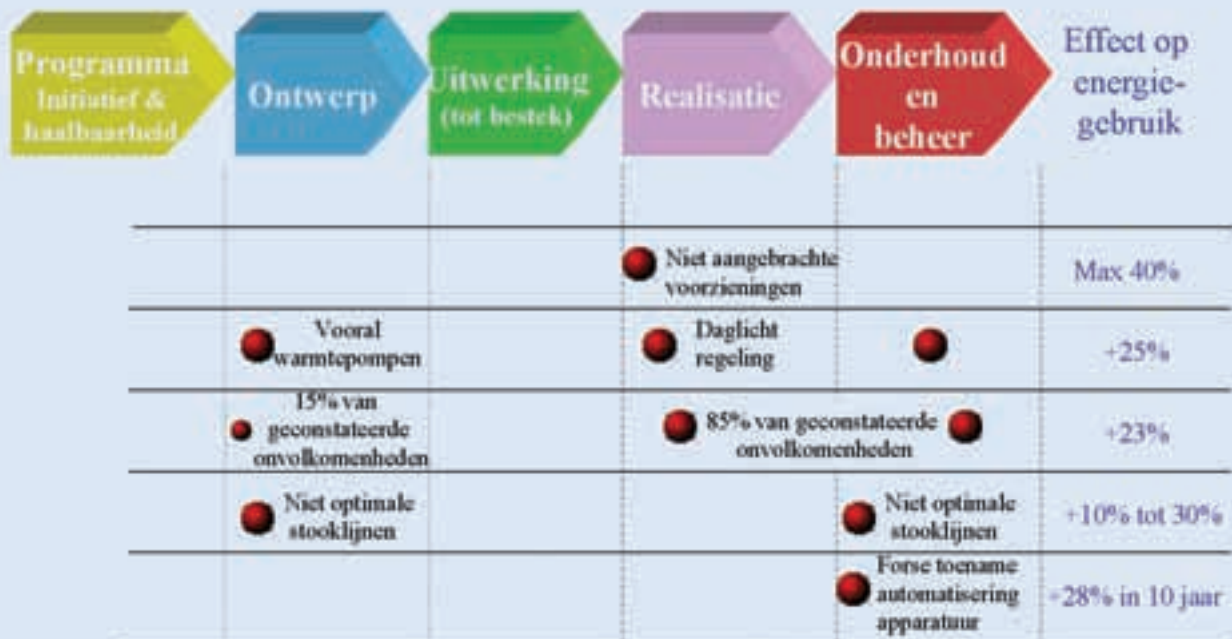 Programma
Initiatief &
haalbaarheid
Ontwerp
Uitwerking
(tot bestek)
Realisatie
Onderhoud
en
beheer
Effect op
energie-
gebruik
Niet aangebrachte
voorzieningen
Max 40%
Vooral
warmtepompen
Daglicht
regeling
+25%
15% van
geconstateerde
onvolkomenheden
85% van geconstateerde
onvolkomenheden
+23%
Niet optimale
stooklijnen
Niet optimale
stooklijnen
+10% tot 30%
Forse toename
automatisering
apparatuur
+28% in 10 jaar